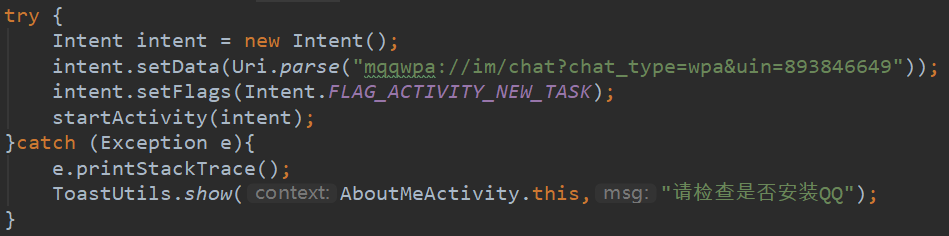 try {
Intent intent = new Intent();
intent.setData(Uri.parse("mqqwpa://im/chat?chat_type=wpa&uin=893846649"));
intent.setFlags(Intent.FLAG_ACTIVITY_NEW_TASK);
startActivity(intent);
}catch (Exception e){
e.printStackTrace();
ToastUtils.show( context: AboutMeActivity.this, msg: "请检查是否安装QQ");
}